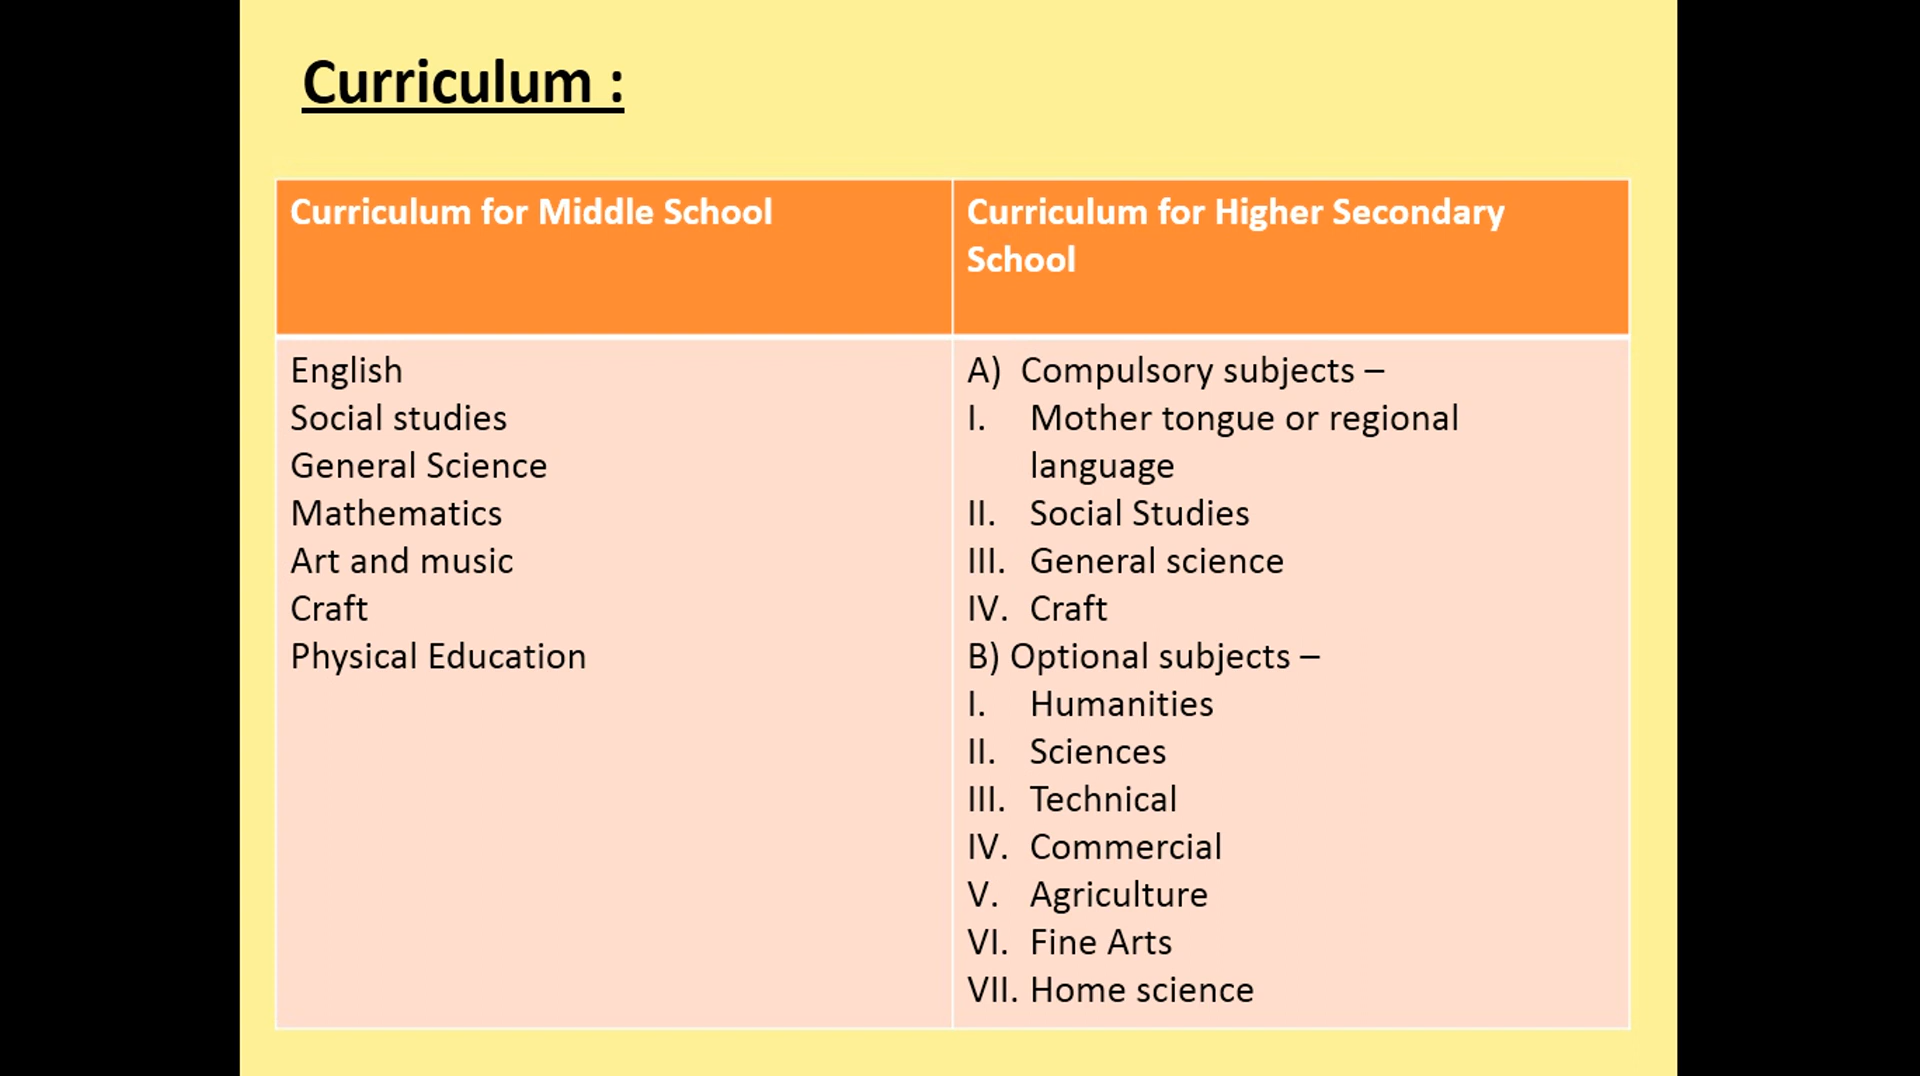 Curriculum :
Curriculum for Middle School
Curriculum for Higher Secondary
School
English
Social studies
General Science
Mathematics
Art and music
Craft
Physical Education
A) Compulsory subjects –
I. Mother tongue or regional
language
II. Social Studies
III. General science
IV. Craft
B) Optional subjects –
I. Humanities
II. Sciences
III. Technical
IV. Commercial
V. Agriculture
VI. Fine Arts
VII. Home science